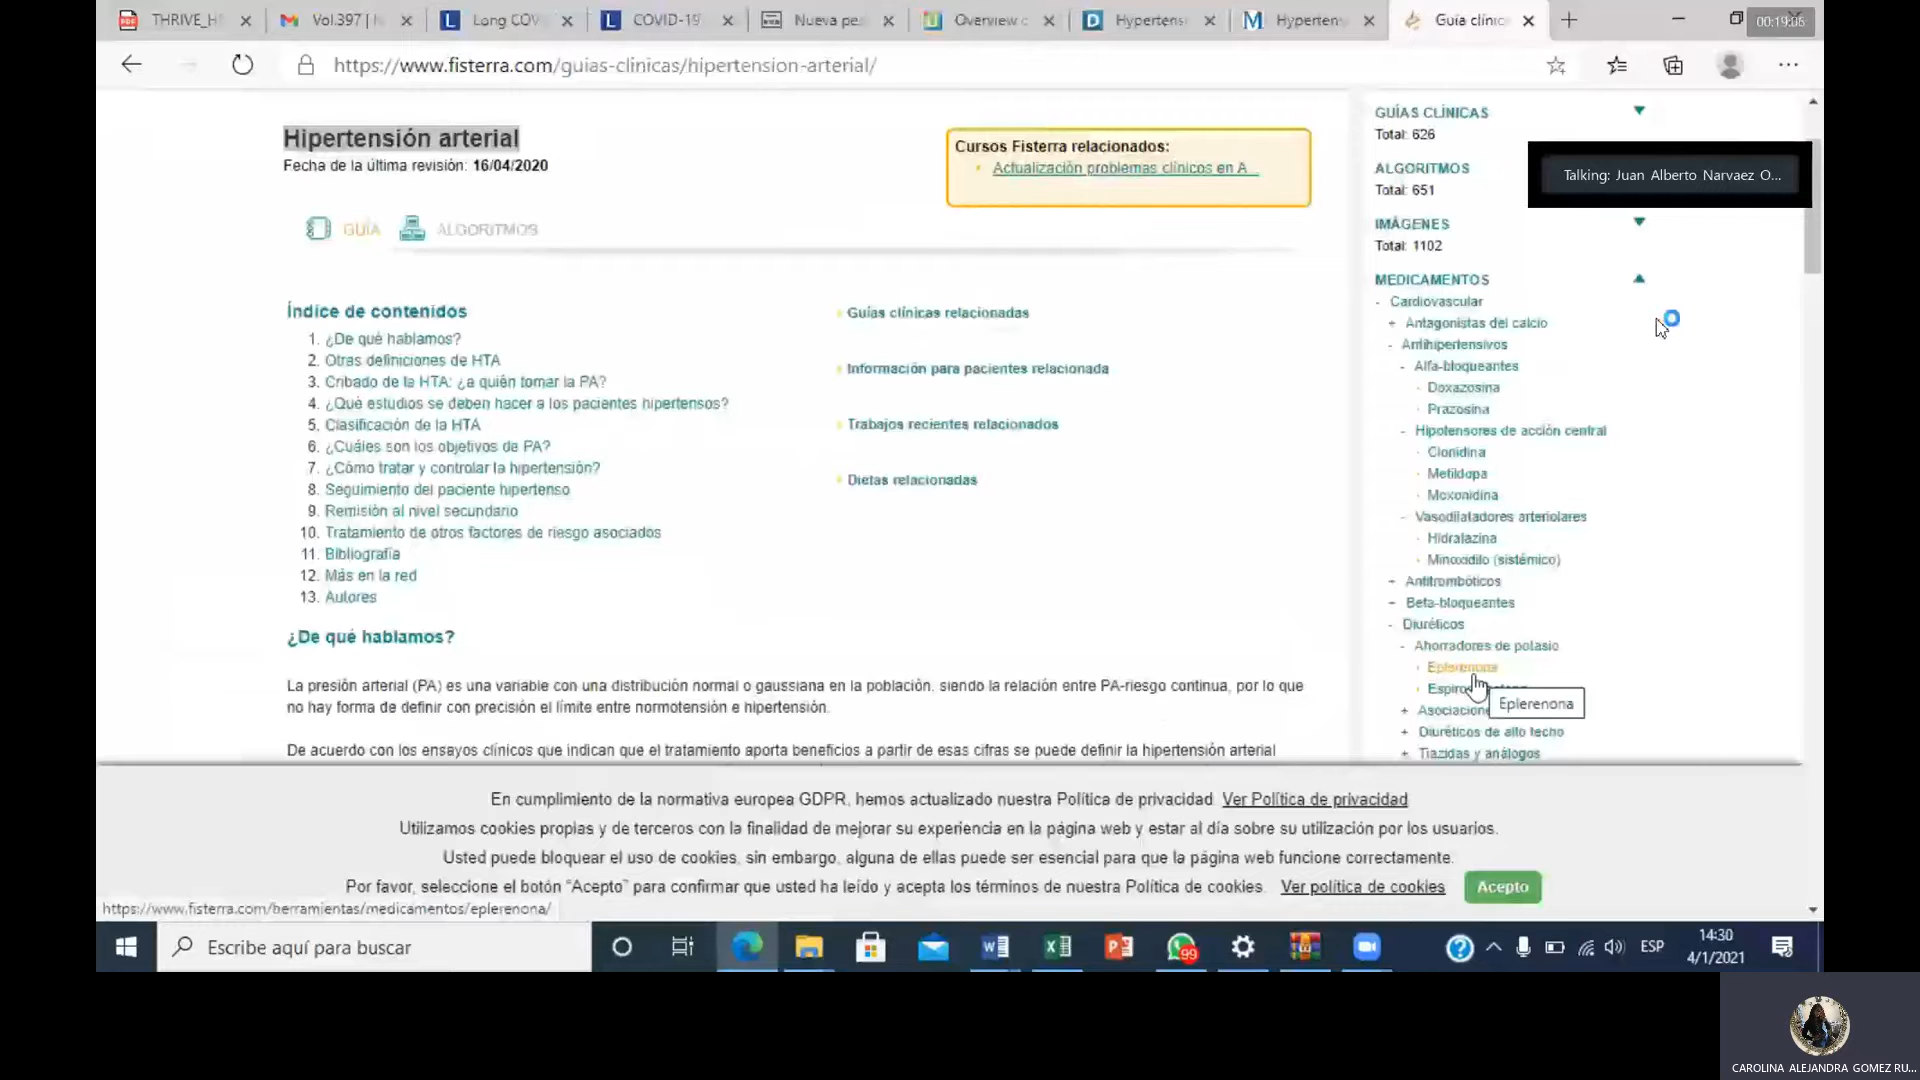 THRIVE_H
Vol.397 |
Long COV
COVID-19
Nueva pe
Overview c
Hypertensi
Hyperten
Guía clínic
00:19:05
https://www.fisterra.com/guias-clinicas/hipertension-arterial/
Hipertensión arterial
Fecha de la última revisión: 16/04/2020
Cursos Fisterra relacionados:
Actualización problemas clínicos en A...
GUÍA
ALGORITMOS
Índice de contenidos
1. ¿De qué hablamos?
2. Otras definiciones de HTA
3. Cribado de la HTA: ¿a quién tomar la PA?
4. ¿Qué estudios se deben hacer a los pacientes hipertensos?
5. Clasificación de la HTA
6. ¿Cuáles son los objetivos de PA?
7. ¿Cómo tratar y controlar la hipertensión?
8. Seguimiento del paciente hipertenso
9. Remisión al nivel secundario
10. Tratamiento de otros factores de riesgo asociados
11. Bibliografía
12. Más en la red
13. Autores
Guías clínicas relacionadas
Información para pacientes relacionada
Trabajos recientes relacionados
Dietas relacionadas
¿De qué hablamos?
La presión arterial (PA) es una variable con una distribución normal o gaussiana en la población, siendo la relación entre PA-riesgo continua, por lo que
no hay forma de definir con precisión el límite entre normotensión e hipertensión.
De acuerdo con los ensayos clínicos que indican que el tratamiento aporta beneficios a partir de esas cifras se puede definir la hipertensión arterial
GUÍAS CLÍNICAS
Total: 626
ALGORITMOS
Total: 651
IMÁGENES
Total: 1102
MEDICAMENTOS
- Cardiovascular
+ Antagonistas del calcio
- Antihipertensivos
- Alfa-bloqueantes
Doxazosina
Prazosina
- Hipotensores de acción central
Clonidina
Metildopa
Moxonidina
- Vasodilatadores arteriolares
Hidralazina
Minoxidilo (sistémico)
+ Antitrombóticos
+ Beta-bloqueantes
- Diuréticos
- Ahorradores de potasio
Eplerenona
Espiro
+ Asociacione
+ Diuréticos de alto techo
+ Tiazidas y análogos
Eplerenona
Talking: Juan Alberto Narvaez O...
En cumplimiento de la normativa europea GDPR, hemos actualizado nuestra Política de privacidad Ver Política de privacidad
Utilizamos cookies propias y de terceros con la finalidad de mejorar su experiencia en la página web y estar al día sobre su utilización por los usuarios.
Usted puede bloquear el uso de cookies, sin embargo, alguna de ellas puede ser esencial para que la página web funcione correctamente.
Por favor, seleccione el botón "Acepto" para confirmar que usted ha leído y acepta los términos de nuestra Política de cookies. Ver política de cookies Acepto
https://www.fisterra.com/herramientas/medicamentos/eplerenona/
Escribe aquí para buscar
99
ESP
14:30
4/1/2021
CAROLINA ALEJANDRA GOMEZ RU...